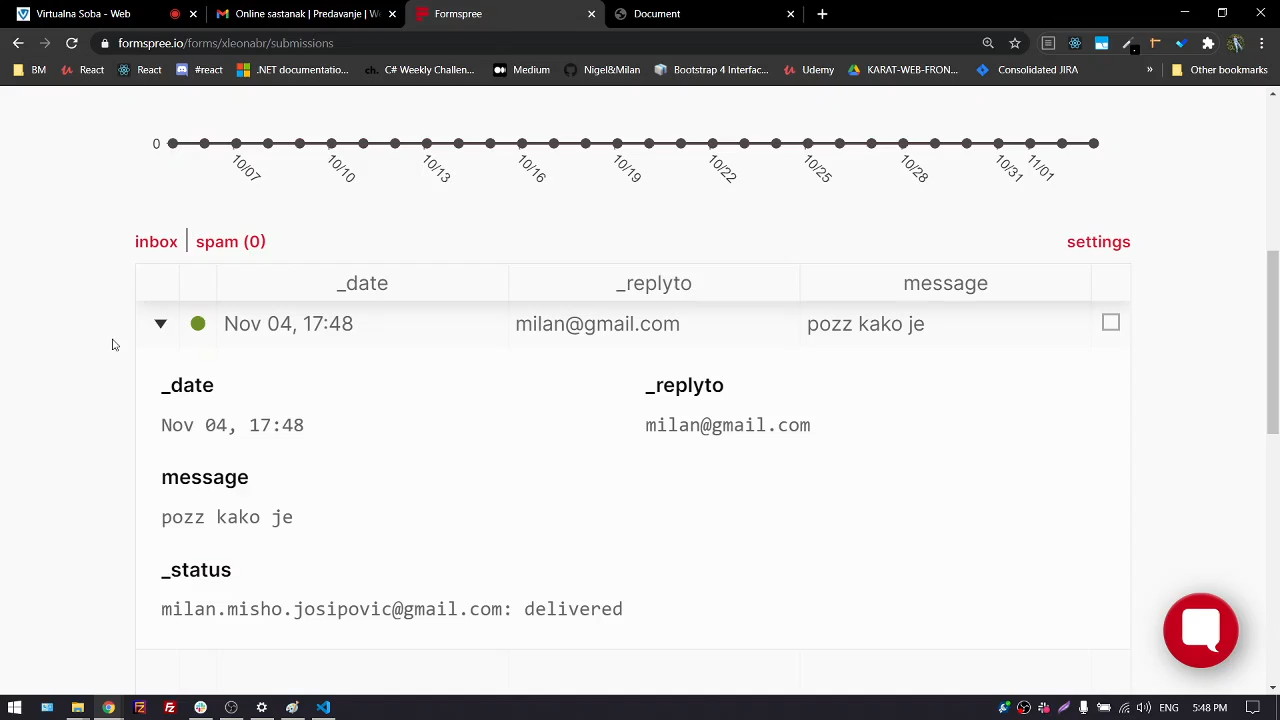 Virtualna Soba - Web
Online sastanak | Predavanje | W
Formspree
Document
formspree.io/forms/xleonabr/submissions
BM
React
React
#react
.NET documentatio...
ch. C# Weekly Challen...
Medium
Nigel&Milan
Bootstrap 4 Interfac...
Udemy
KARAT-WEB-FRON...
Consolidated JIRA
»
Other bookmarks
0
10/07
10/10
10/13
10/16
10/19
10/22
10/25
10/28
10/31
11/01
inbox | spam (0)
settings
_date _replyto message
Nov 04, 17:48 milan@gmail.com pozz kako je
_date _replyto
Nov 04, 17:48 milan@gmail.com
message
pozz kako je
_status
milan.misho.josipovic@gmail.com: delivered
ENG 5:48 PM